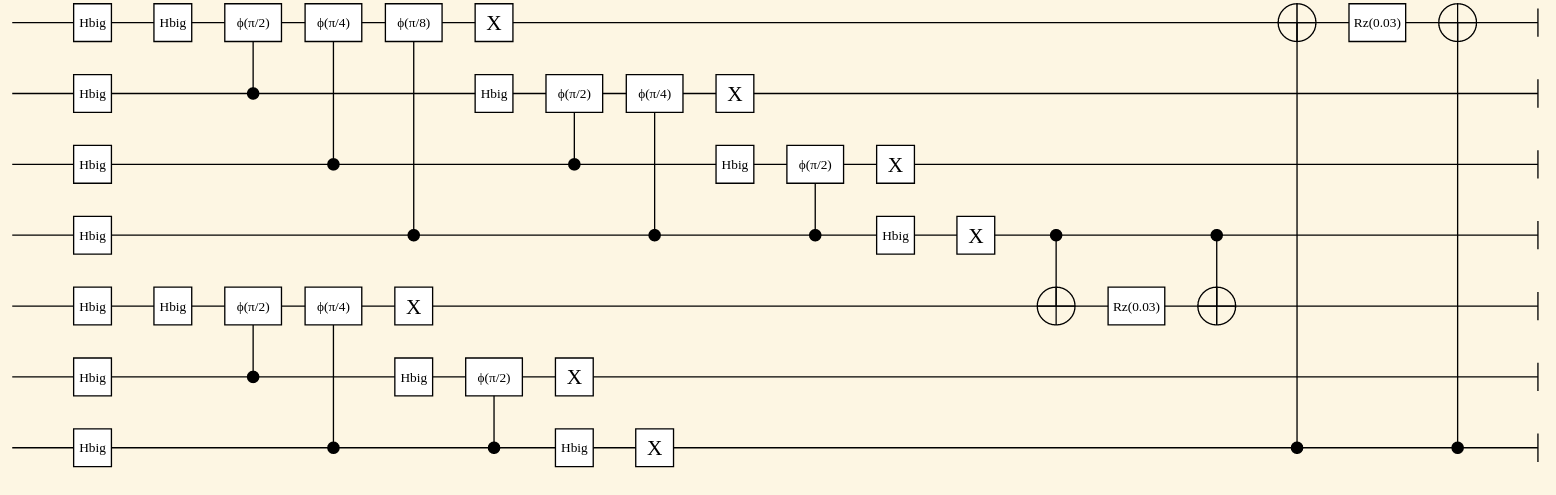 Hbig Hbig ϕ(π/2) ϕ(π/4) ϕ(π/8) X Rz(0.03)
Hbig Hbig ϕ(π/2) ϕ(π/4) X
Hbig Hbig ϕ(π/2) X
Hbig Hbig X
Hbig Hbig ϕ(π/2) ϕ(π/4) X Rz(0.03)
Hbig Hbig ϕ(π/2) X
Hbig Hbig X